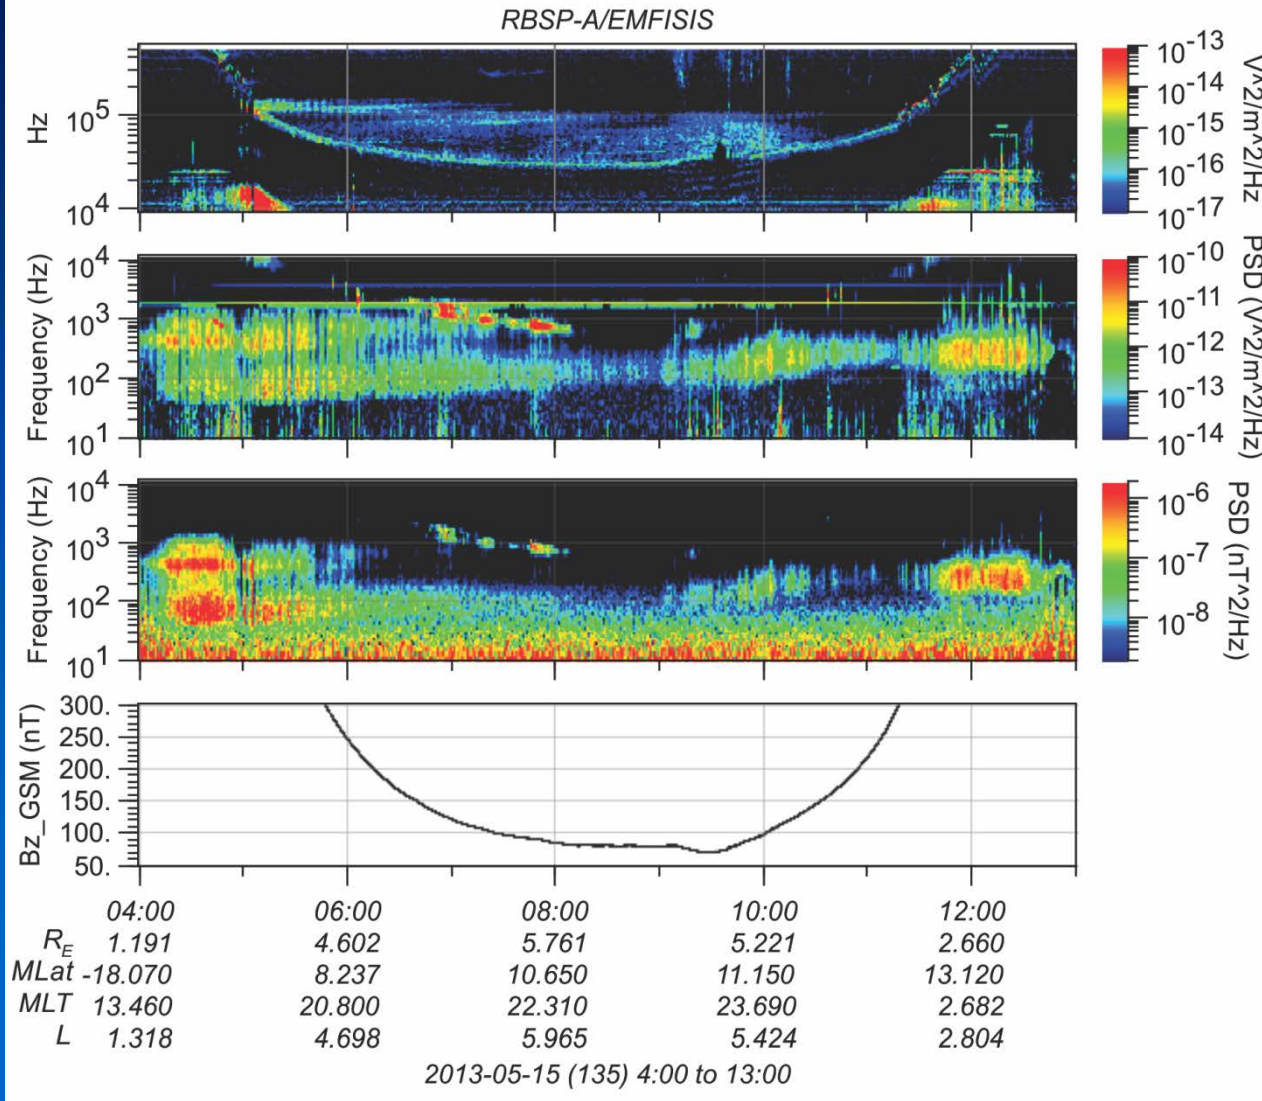 RBSP-A/EMFISIS
Hz
10^5
10^4
10^-13
10^-14
10^-15
10^-16
10^-17
V^2/m^2/Hz
Frequency (Hz)
10^4
10^3
10^2
10^1
10^-10
10^-11
10^-12
10^-13
10^-14
PSD (V^2/m^2/Hz)
Frequency (Hz)
10^4
10^3
10^2
10^1
10^-6
10^-7
10^-8
PSD (nT^2/Hz)
Bz_GSM (nT)
300.
250.
200.
150.
100.
50.
04:00 06:00 08:00 10:00 12:00
R_E 1.191 4.602 5.761 5.221 2.660
MLat -18.070 8.237 10.650 11.150 13.120
MLT 13.460 20.800 22.310 23.690 2.682
L 1.318 4.698 5.965 5.424 2.804
2013-05-15 (135) 4:00 to 13:00